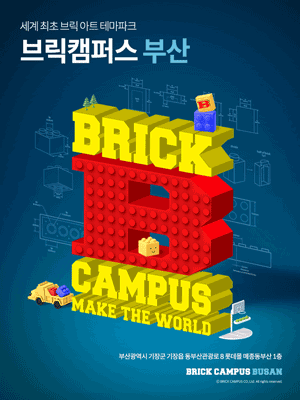 세계 최초 브릭 아트 테마파크
브릭캠퍼스 부산
BRICK
B
CAMPUS
MAKE THE WORLD
부산광역시 기장군 기장읍 동부산관광로 8 롯데몰 메종동부산 1층
BRICK CAMPUS BUSAN
ⓒ BRICK CAMPUS CO.,Ltd. All rights reserved.